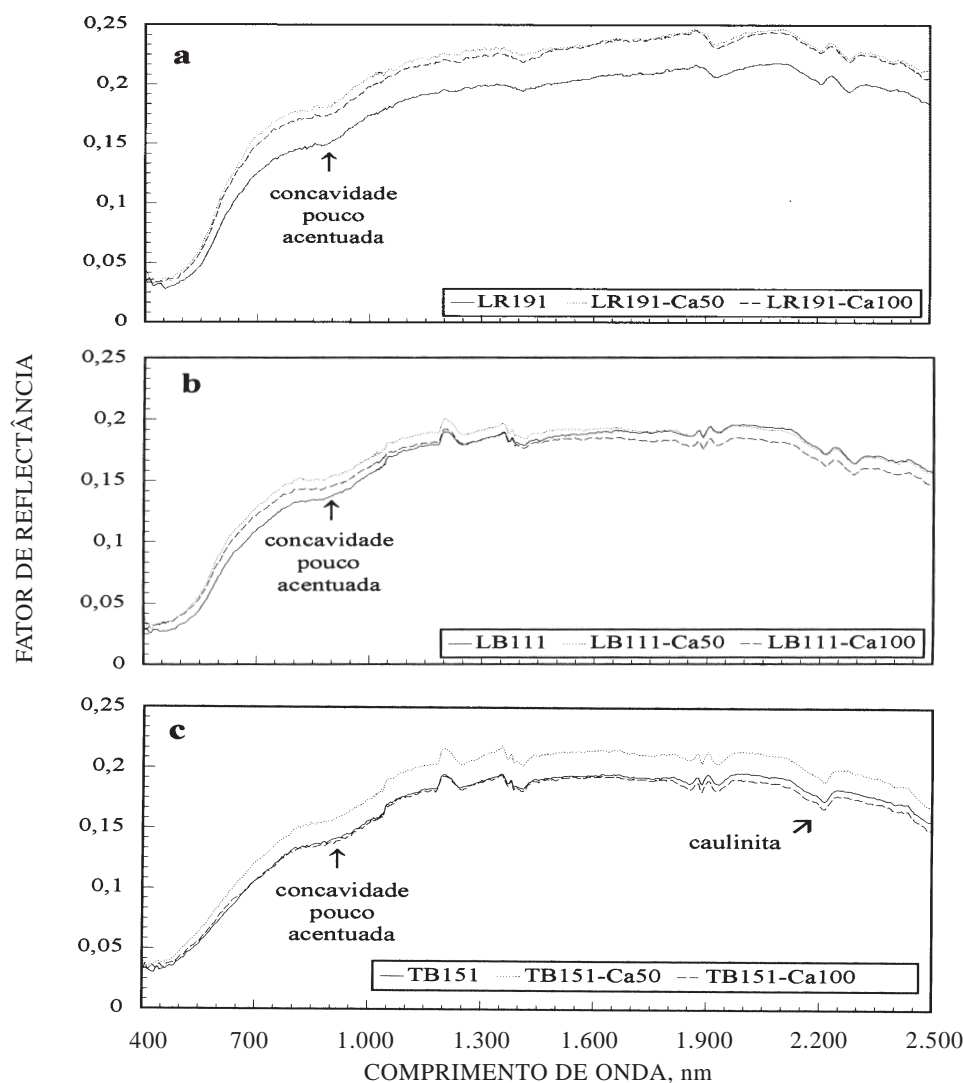 FATOR DE REFLECTÂNCIA
0,25
0,2
0,15
0,1
0,05
0
a
concavidade
pouco
acentuada
LR191 LR191-Ca50 LR191-Ca100
0,25
0,2
0,15
0,1
0,05
0
b
concavidade
pouco
acentuada
LB111 LB111-Ca50 LB111-Ca100
0,25
0,2
0,15
0,1
0,05
0
c
concavidade
pouco
acentuada
caulinita
TB151 TB151-Ca50 TB151-Ca100
400 700 1.000 1.300 1.600 1.900 2.200 2.500
COMPRIMENTO DE ONDA, nm